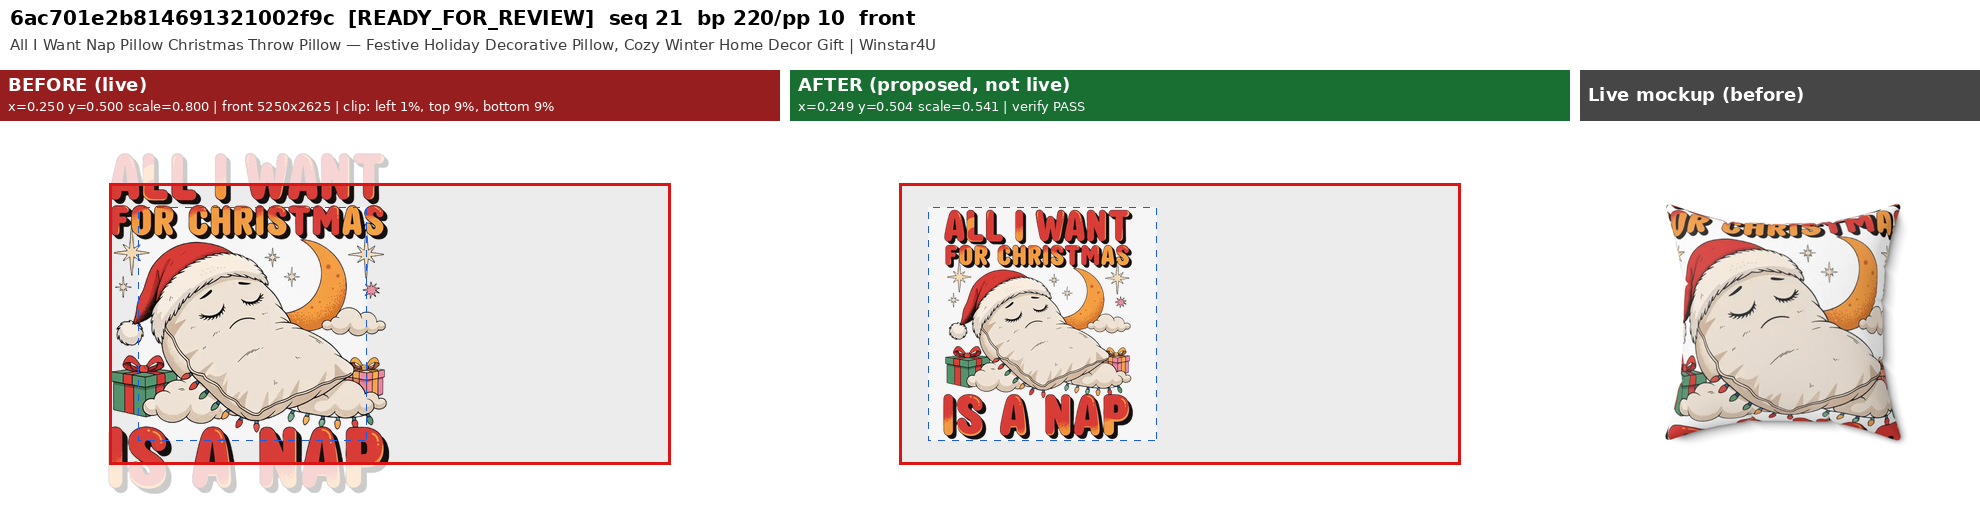 6ac701e2b814691321002f9c [READY_FOR_REVIEW] seq 21 bp 220/pp 10 front
All I Want Nap Pillow Christmas Throw Pillow — Festive Holiday Decorative Pillow, Cozy Winter Home Decor Gift | Winstar4U
BEFORE (live)
x=0.250 y=0.500 scale=0.800 | front 5250x2625 | clip: left 1%, top 9%, bottom 9%
AFTER (proposed, not live)
x=0.249 y=0.504 scale=0.541 | verify PASS
Live mockup (before)
ALL I WANT
FOR CHRISTMAS
IS A NAP
ALL I WANT
FOR CHRISTMAS
IS A NAP
OR CHRISTMA